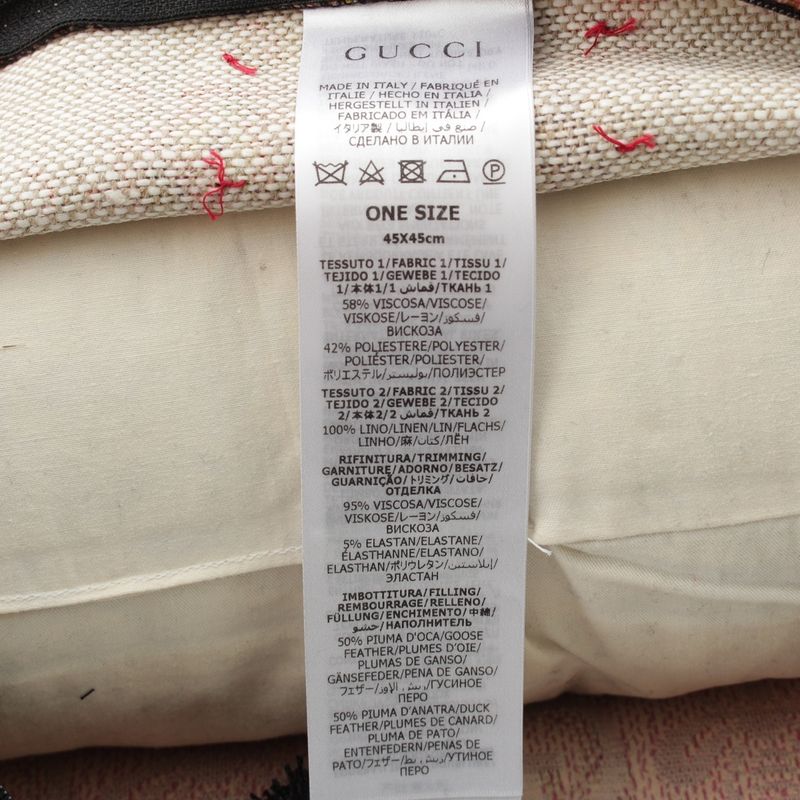 GUCCI
MADE IN ITALY / FABRIQUÉ EN
ITALIE / HECHO EN ITALIA /
HERGESTELLT IN ITALIEN /
FABRICADO EM ITÁLIA /
イタリア製 / صنع في إيطاليا /
СДЕЛАНО В ИТАЛИИ
P
ONE SIZE
45X45cm
TESSUTO 1/FABRIC 1/TISSU 1/
TEJIDO 1/GEWEBE 1/TECIDO
1/本体1/قماش 1/ТКАНЬ 1
58% VISCOSA/VISCOSE/
VISKOSE/レーヨン/فسكوز/
ВИСКОЗА
42% POLIESTERE/POLYESTER/
POLIÉSTER/POLIESTER/
ポリエステル/بوليستر/ПОЛИЭСТЕР
TESSUTO 2/FABRIC 2/TISSU 2/
TEJIDO 2/GEWEBE 2/TECIDO
2/本体2/قماش 2/ТКАНЬ 2
100% LINO/LINEN/LIN/FLACHS/
LINHO/麻/كتان/ЛЁН
RIFINITURA/TRIMMING/
GARNITURE/ADORNO/BESATZ/
GUARNIÇÃO/トリミング/حافات/
ОТДЕЛКА
95% VISCOSA/VISCOSE/
VISKOSE/レーヨン/فسكوز/
ВИСКОЗА
5% ELASTAN/ELASTANE/
ÉLASTHANNE/ELASTANO/
ELASTHAN/ポリウレタン/إيلاستين/
ЭЛАСТАН
IMBOTTITURA/FILLING/
REMBOURRAGE/RELLENO/
FÜLLUNG/ENCHIMENTO/中綿/
حشو/НАПОЛНИТЕЛЬ
50% PIUMA D'OCA/GOOSE
FEATHER/PLUMES D'OIE/
PLUMAS DE GANSO/
GÄNSEFEDER/PENA DE GANSO/
フェザー/ريش الإوز/ГУСИНОЕ
ПЕРО
50% PIUMA D'ANATRA/DUCK
FEATHER/PLUMES DE CANARD/
PLUMA DE PATO/
ENTENFEDERN/PENAS DE
PATO/フェザー/ريش بط/УТИНОЕ
ПЕРО